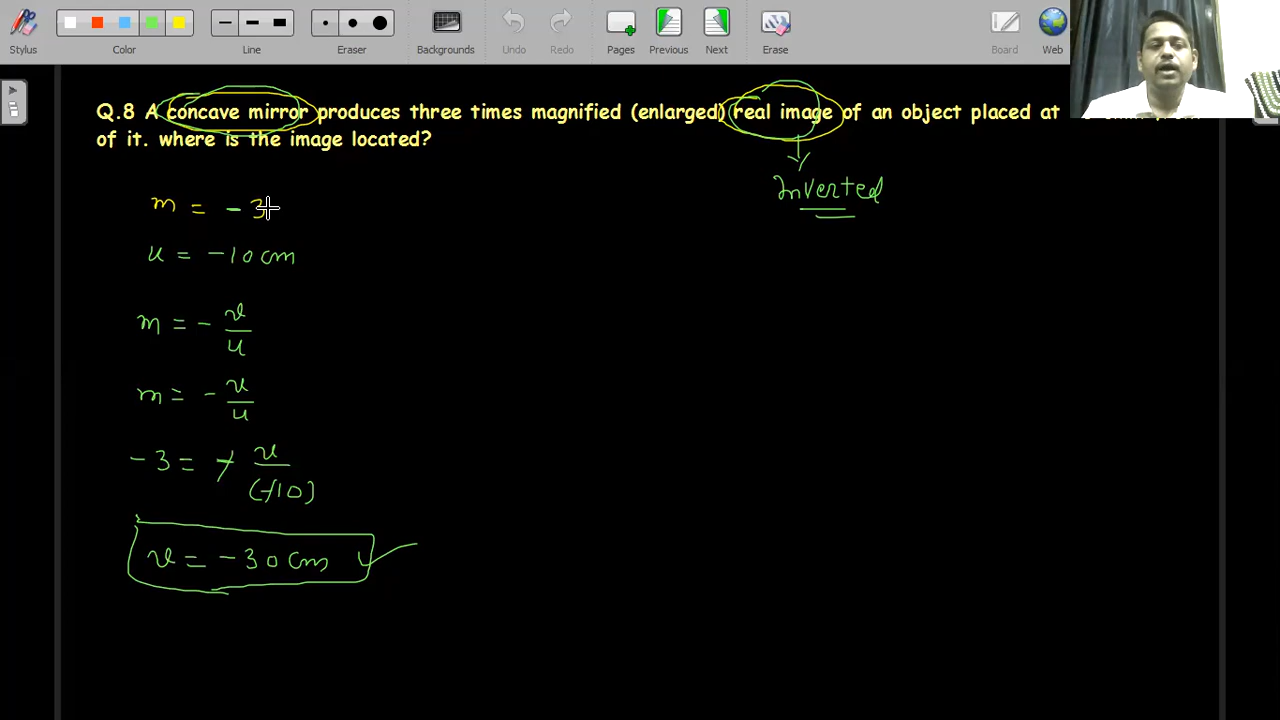 Stylus Color Line Eraser Backgrounds Undo Redo Pages Previous Next Erase Board Web
Q.8 A concave mirror produces three times magnified (enlarged) real image of an object placed at
of it. where is the image located?
Inverted
m = - 3
u = -10 cm
m = - v/u
m = - v/u
-3 = - v/(-10)
v = -30 cm